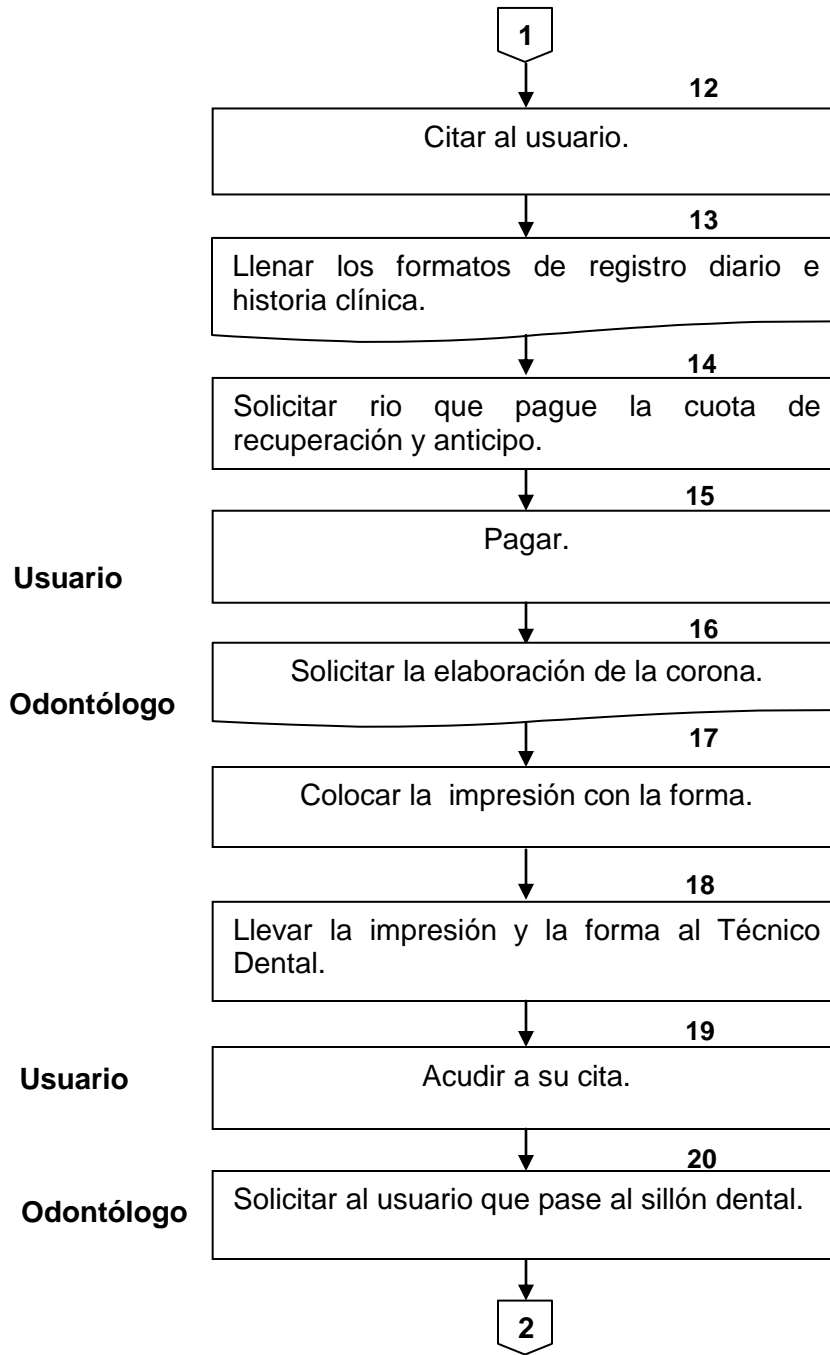 1
12
Citar al usuario.
13
Llenar los formatos de registro diario e
historia clínica.
14
Solicitar rio que pague la cuota de
recuperación y anticipo.
15
Pagar.
Usuario
16
Solicitar la elaboración de la corona.
Odontólogo
17
Colocar la impresión con la forma.
18
Llevar la impresión y la forma al Técnico
Dental.
19
Usuario
Acudir a su cita.
20
Odontólogo
Solicitar al usuario que pase al sillón dental.
2